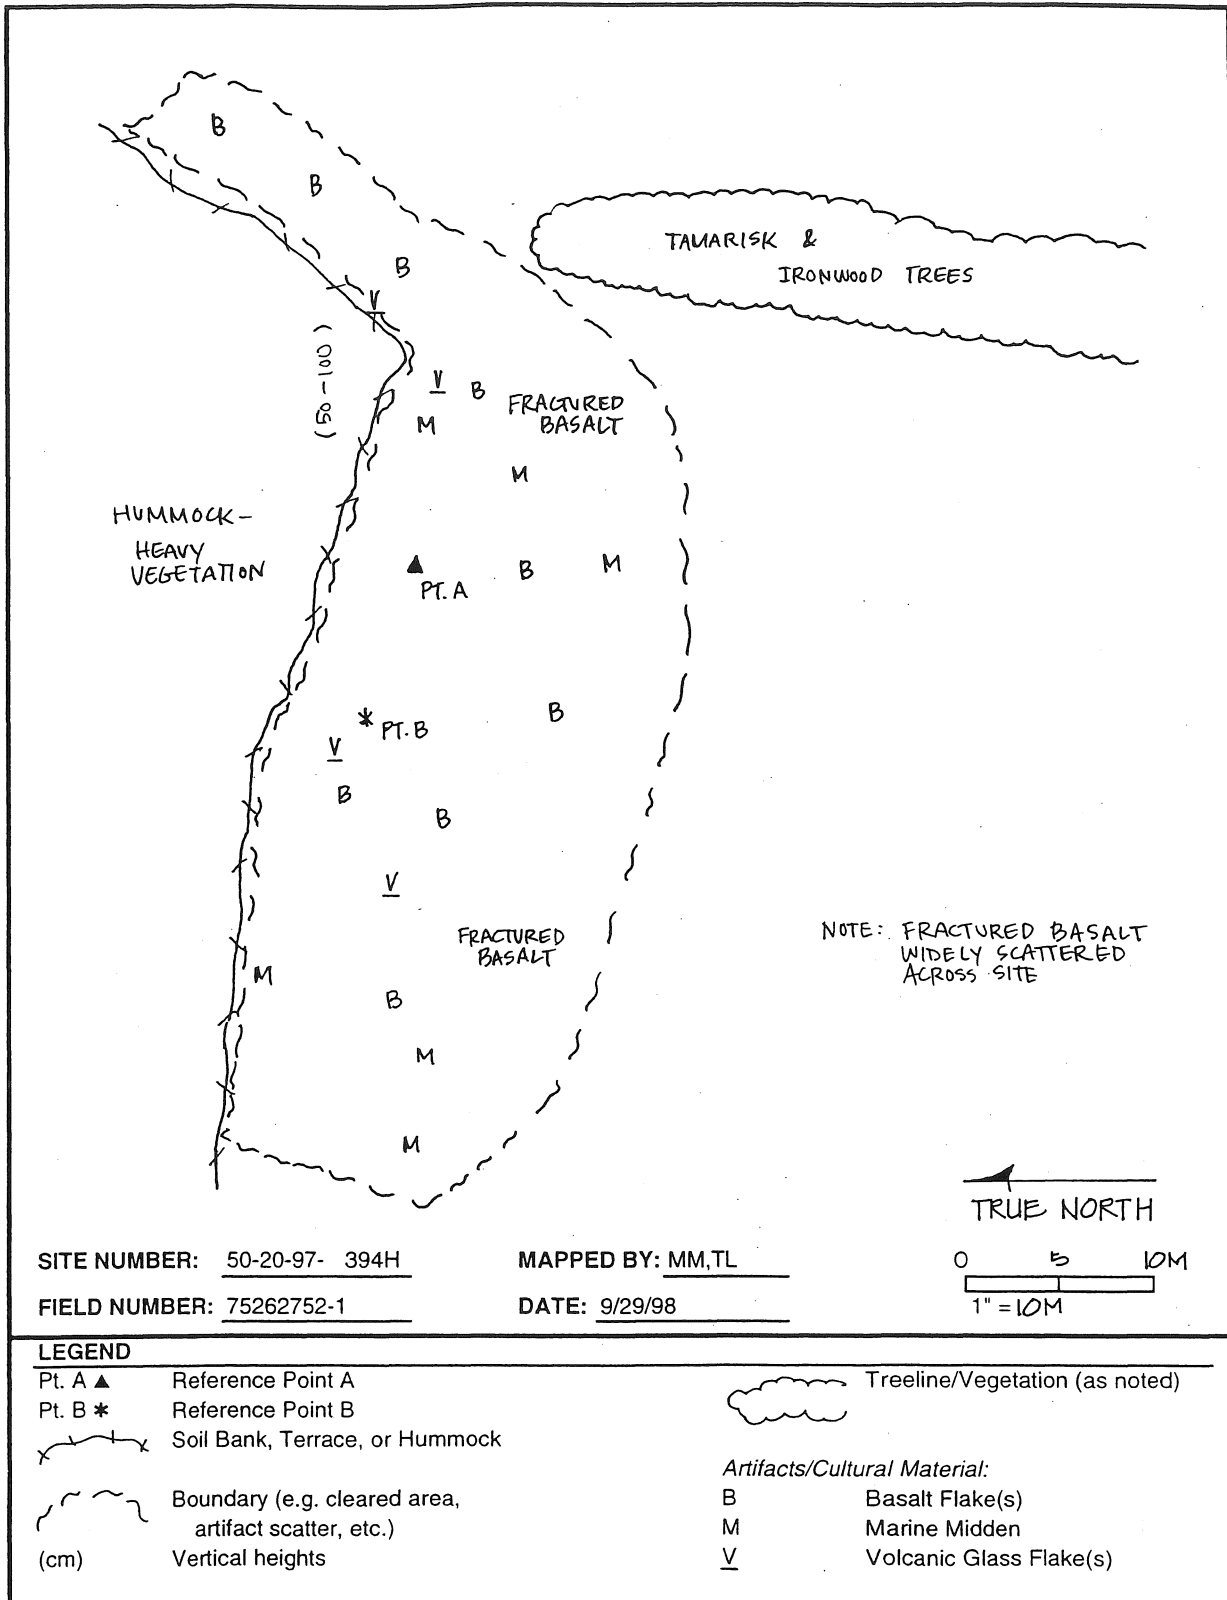 B
B
TAMARISK &
IRONWOOD TREES
B
V
(50-100)
V B
FRACTURED
BASALT
M
M
HUMMOCK-
HEAVY
VEGETATION
B M
PT. A
B
PT. B
V
B
B
V
FRACTURED
BASALT
NOTE: FRACTURED BASALT
WIDELY SCATTERED
ACROSS SITE
M
B
M
M
TRUE NORTH
SITE NUMBER: 50-20-97- 394H
MAPPED BY: MM,TL
0 5 10M
FIELD NUMBER: 75262752-1
DATE: 9/29/98
1" = 10M
LEGEND
Pt. A ▲ Reference Point A
Pt. B * Reference Point B
Soil Bank, Terrace, or Hummock
Boundary (e.g. cleared area,
artifact scatter, etc.)
(cm) Vertical heights
Treeline/Vegetation (as noted)
Artifacts/Cultural Material:
B Basalt Flake(s)
M Marine Midden
V Volcanic Glass Flake(s)